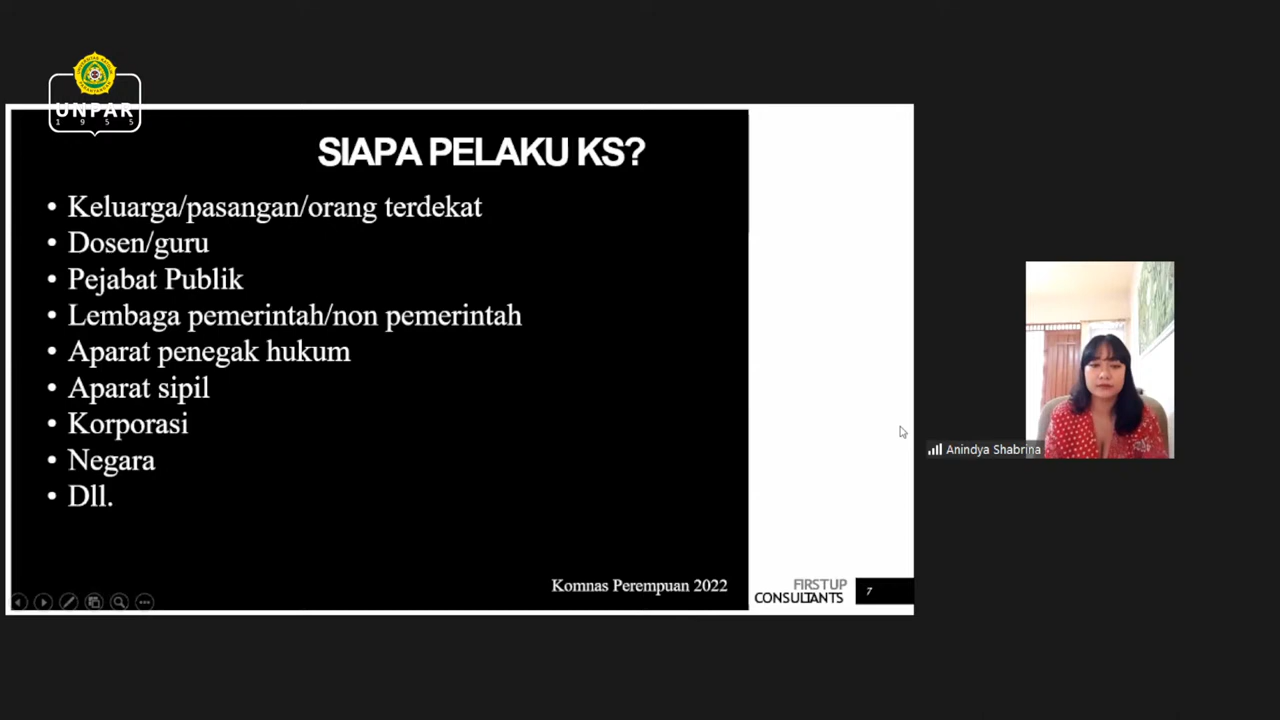 UNPAR
1955
SIAPA PELAKU KS?
• Keluarga/pasangan/orang terdekat
• Dosen/guru
• Pejabat Publik
• Lembaga pemerintah/non pemerintah
• Aparat penegak hukum
• Aparat sipil
• Korporasi
• Negara
• Dll.
Komnas Perempuan 2022
FIRSTUP
CONSULTANTS
7
Anindya Shabrina